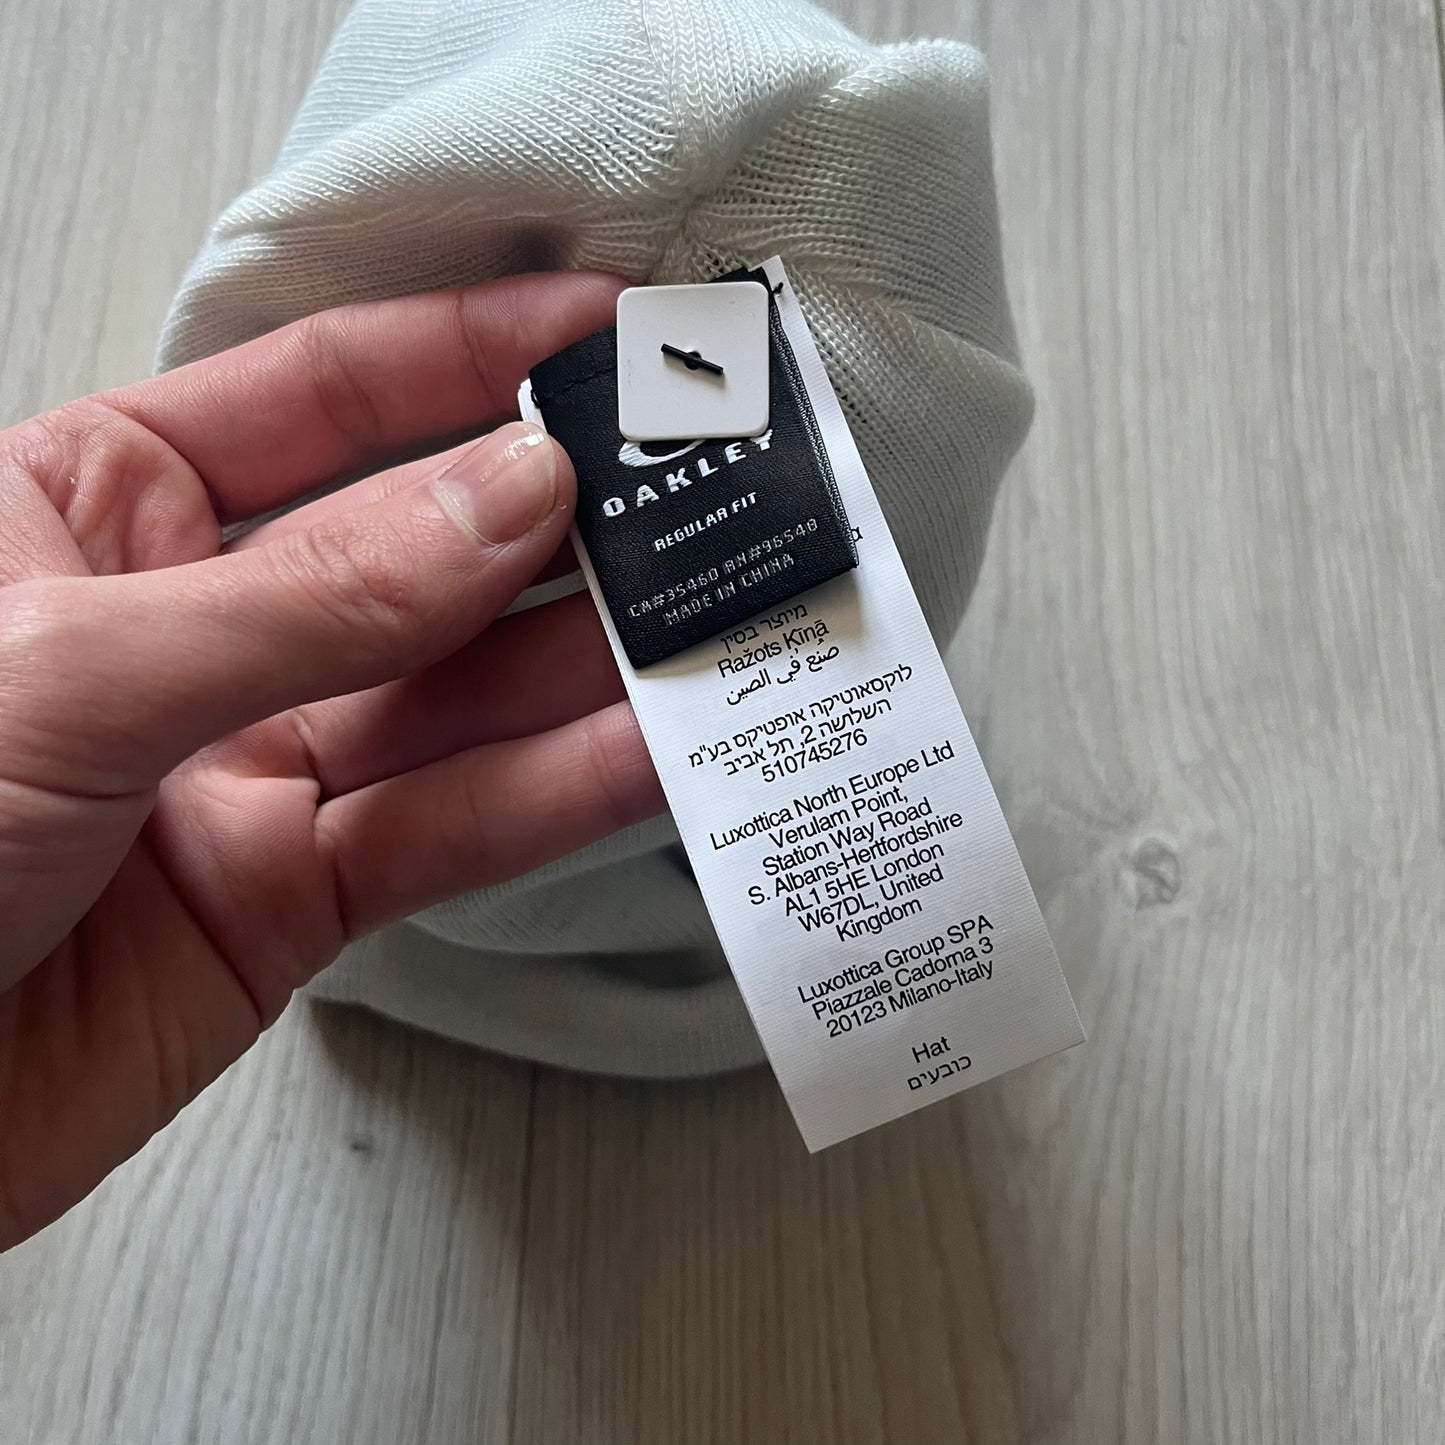 OAKLEY
REGULAR FIT
CA#35460 RN#96548
MADE IN CHINA
מיוצר בסין
Ražots Ķīnā
صُنع في الصين
לוקסאוטיקה אופטיקס בע"מ
השלושה 2, תל אביב
510745276
Luxottica North Europe Ltd
Verulam Point,
Station Way Road
S. Albans-Hertfordshire
AL1 5HE London
W67DL, United
Kingdom
Luxottica Group SPA
Piazzale Cadorna 3
20123 Milano-Italy
Hat
כובעים